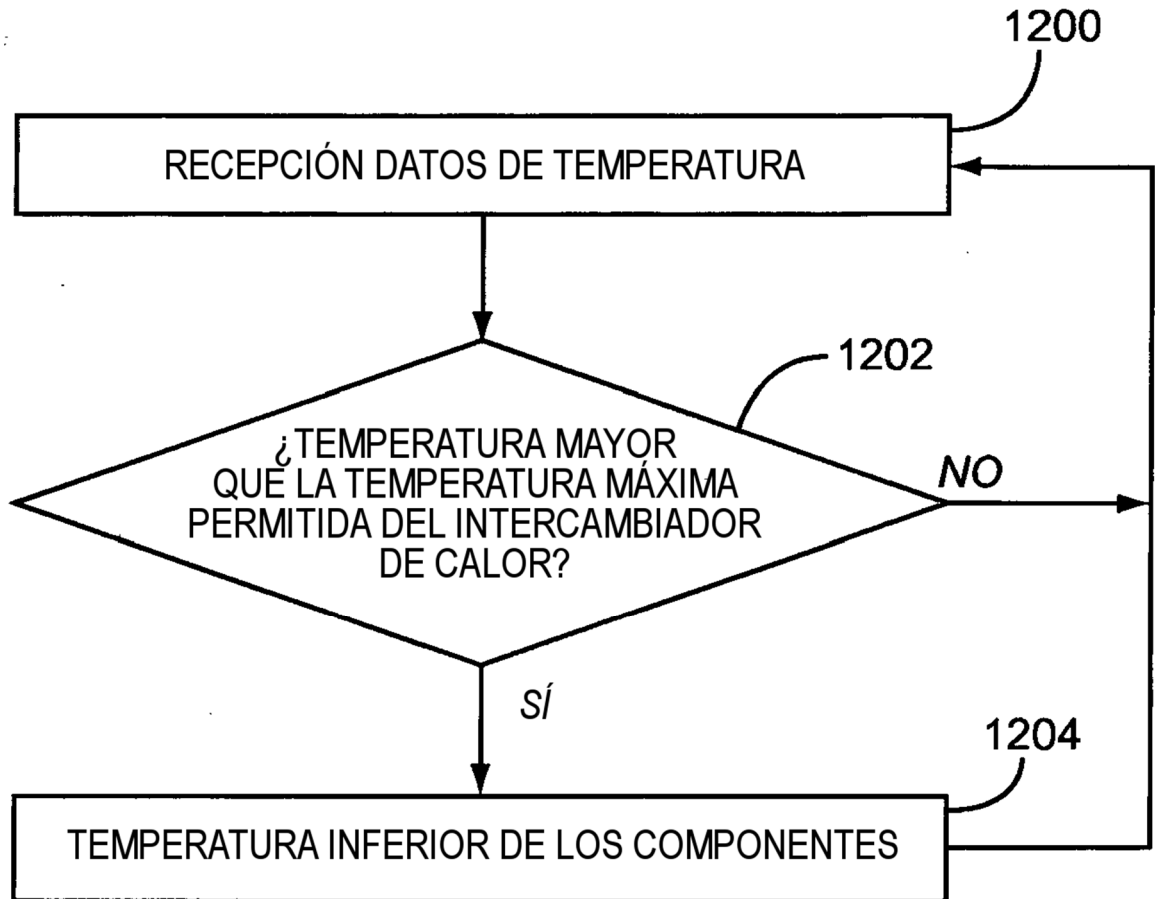 1200
RECEPCIÓN DATOS DE TEMPERATURA
1202
¿TEMPERATURA MAYOR
QUE LA TEMPERATURA MÁXIMA
PERMITIDA DEL INTERCAMBIADOR
DE CALOR?
NO
SÍ
1204
TEMPERATURA INFERIOR DE LOS COMPONENTES